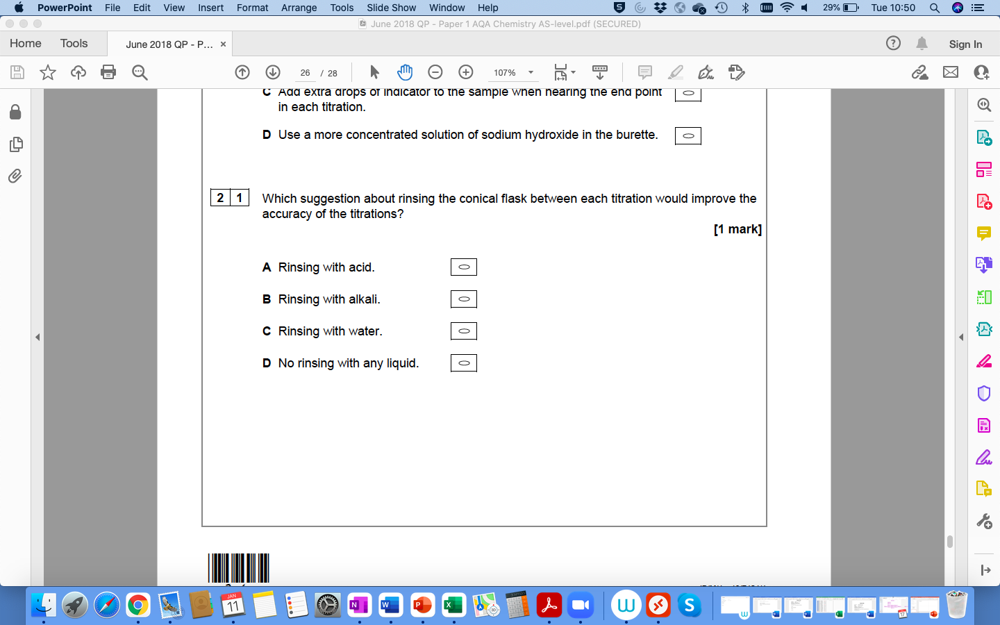 PowerPoint File Edit View Insert Format Arrange Tools Slide Show Window Help 29% Tue 10:50
June 2018 QP - Paper 1 AQA Chemistry AS-level.pdf (SECURED)
Home Tools June 2018 QP - P... × Sign In
26 / 28 107%
C Add extra drops of indicator to the sample when nearing the end point
in each titration.
D Use a more concentrated solution of sodium hydroxide in the burette.
2 1 Which suggestion about rinsing the conical flask between each titration would improve the
accuracy of the titrations?
[1 mark]
A Rinsing with acid.
B Rinsing with alkali.
C Rinsing with water.
D No rinsing with any liquid.
JAN
11